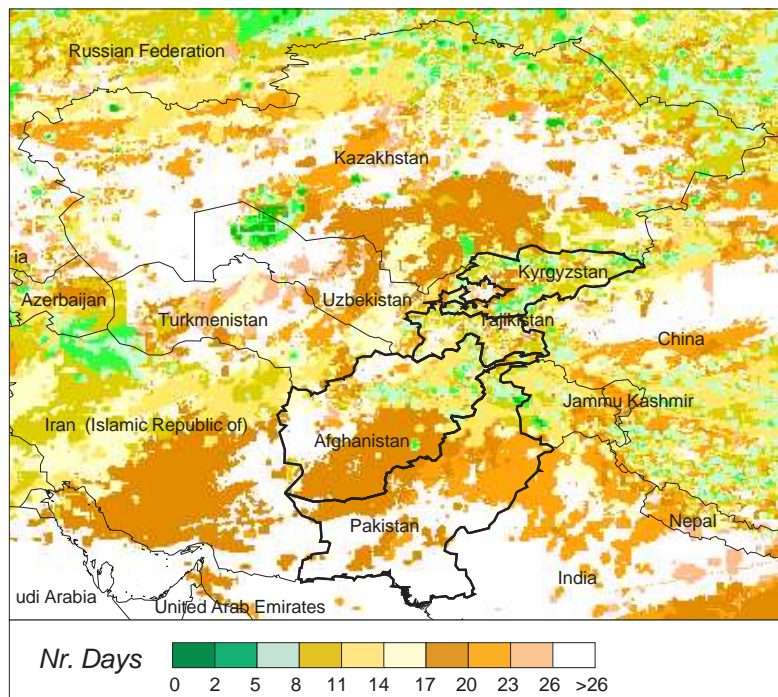 Russian Federation
Kazakhstan
ia
Kyrgyzstan
Azerbaijan
Uzbekistan
Turkmenistan
Tajikistan
China
Jammu Kashmir
Iran (Islamic Republic of)
Afghanistan
Pakistan
Nepal
India
udi Arabia
United Arab Emirates
Nr. Days
0 2 5 8 11 14 17 20 23 26 >26